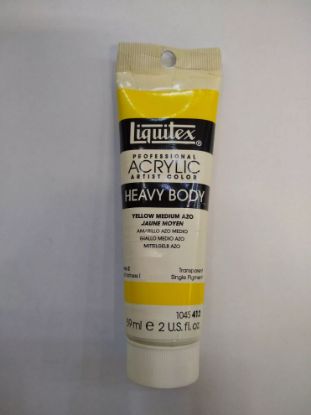 Liquitex®
PROFESSIONAL
ACRYLIC
ARTIST COLOR
HEAVY BODY
YELLOW MEDIUM AZO
JAUNE MOYEN
AMARILLO AZO MEDIO
GIALLO MEDIO AZO
MITTELGELB AZO
Transparent
Single Pigment
1045
59ml e 2 U.S. fl. oz.